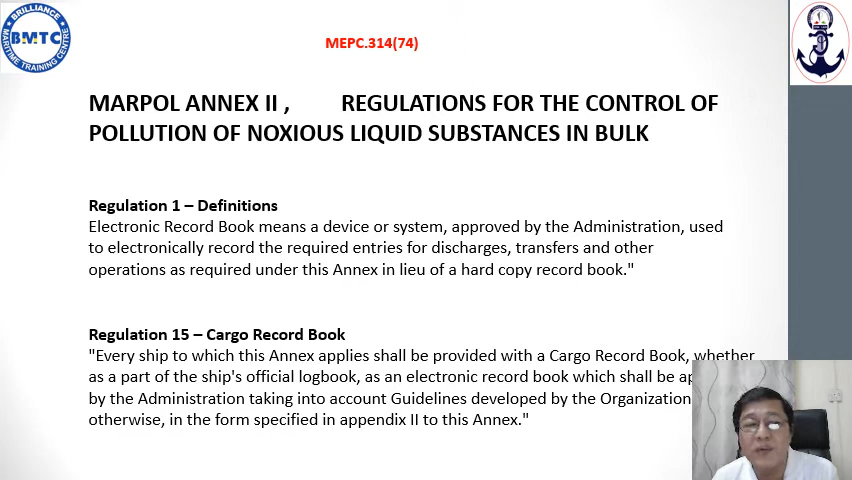 BRILLIANCE
BMTC
MARITIME TRAINING CENTRE
MEPC.314(74)
MARPOL ANNEX II , REGULATIONS FOR THE CONTROL OF
POLLUTION OF NOXIOUS LIQUID SUBSTANCES IN BULK
Regulation 1 – Definitions
Electronic Record Book means a device or system, approved by the Administration, used
to electronically record the required entries for discharges, transfers and other
operations as required under this Annex in lieu of a hard copy record book."
Regulation 15 – Cargo Record Book
"Every ship to which this Annex applies shall be provided with a Cargo Record Book, whether
as a part of the ship's official logbook, as an electronic record book which shall be
by the Administration taking into account Guidelines developed by the Organization
otherwise, in the form specified in appendix II to this Annex."